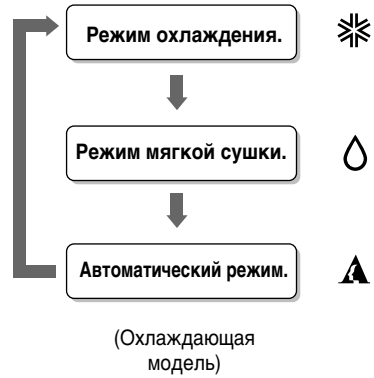 Режим охлаждения.
Режим мягкой сушки.
Автоматический режим.
(Охлаждающая
модель)